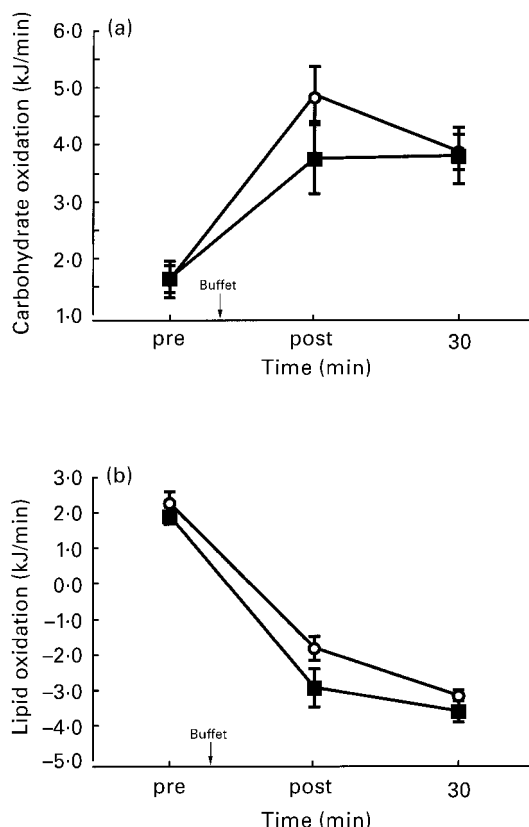 (a)
Carbohydrate oxidation (kJ/min)
6·0
5·0
4·0
3·0
2·0
1·0
Buffet
pre post 30
Time (min)
(b)
Lipid oxidation (kJ/min)
3·0
2·0
1·0
0·0
−1·0
−2·0
−3·0
−4·0
−5·0
Buffet
pre post 30
Time (min)